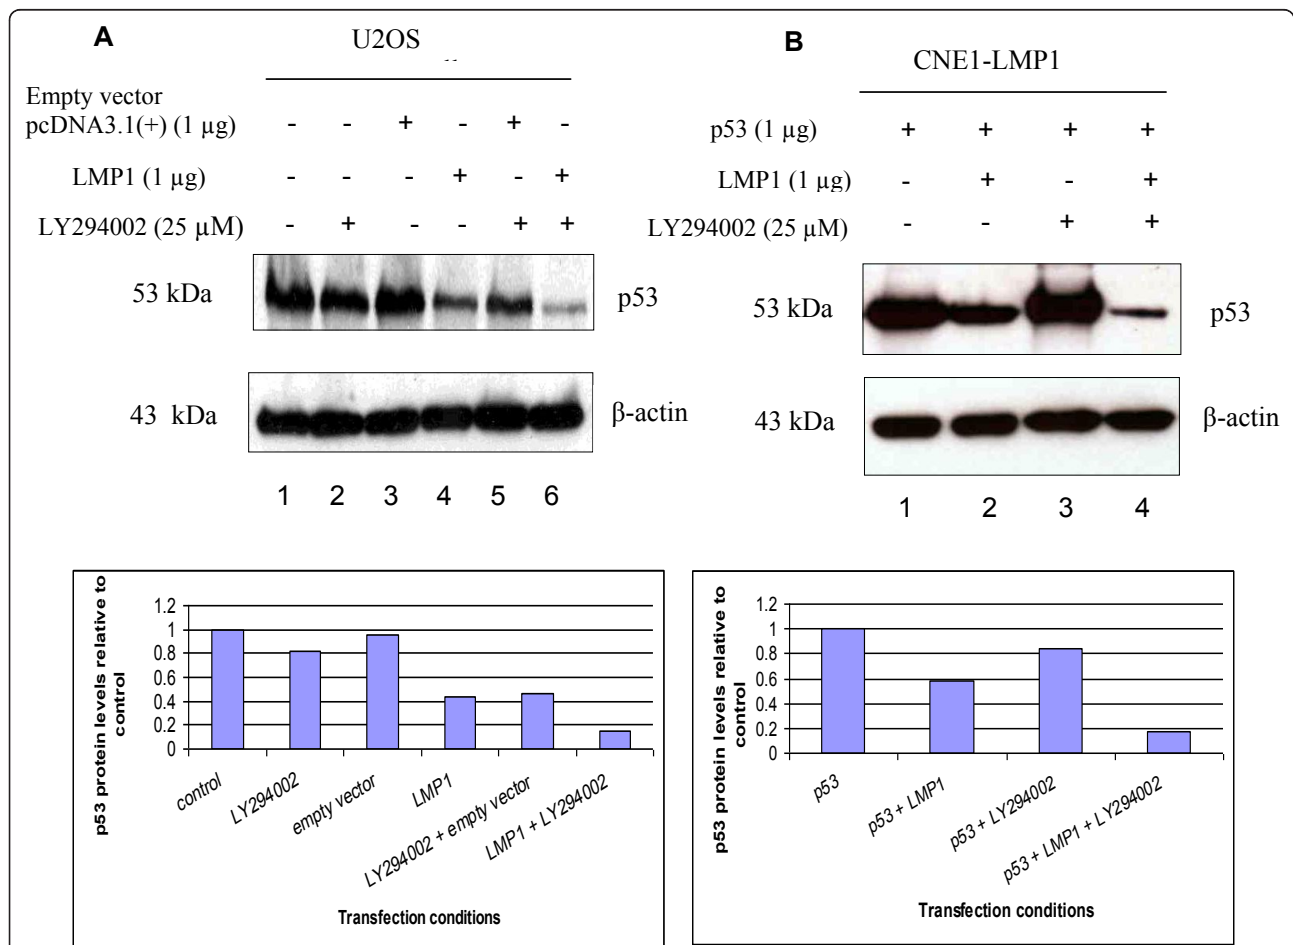 A
U2OS
Empty vector
pcDNA3.1(+) (1 µg) - - + - + -
LMP1 (1 µg) - - - + - +
LY294002 (25 µM) - + - - + +
53 kDa p53
43 kDa β-actin
1 2 3 4 5 6
p53 protein levels relative to
control
1.2
1
0.8
0.6
0.4
0.2
0
control
LY294002
empty vector
LMP1
LY294002 + empty vector
LMP1 + LY294002
Transfection conditions
B
CNE1-LMP1
p53 (1 µg) + + + +
LMP1 (1 µg) - + - +
LY294002 (25 µM) - - + +
53 kDa p53
43 kDa β-actin
1 2 3 4
p53 protein levels relative to
control
1.2
1
0.8
0.6
0.4
0.2
0
p53
p53 + LMP1
p53 + LY294002
p53 + LMP1 + LY294002
Transfection conditions